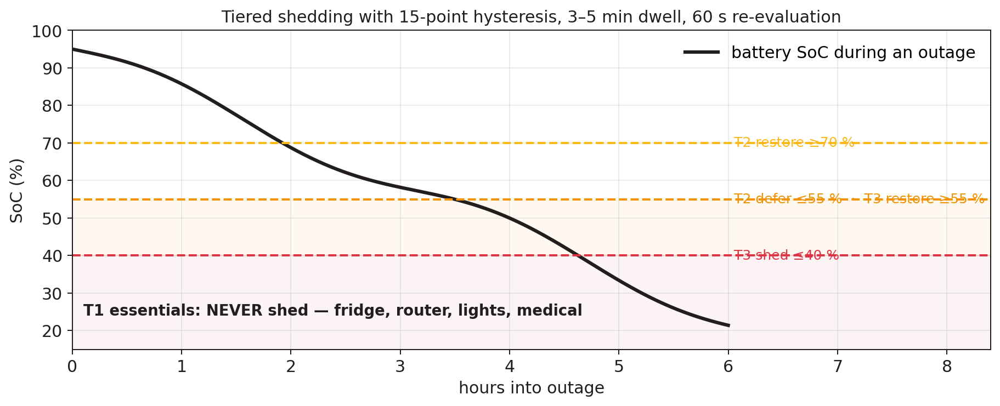 Tiered shedding with 15-point hysteresis, 3–5 min dwell, 60 s re-evaluation
battery SoC during an outage
SoC (%)
100
90
80
70
60
50
40
30
20
T2 restore ≥70 %
T2 defer ≤55 % · T3 restore ≥55 %
T3 shed ≤40 %
T1 essentials: NEVER shed — fridge, router, lights, medical
0 1 2 3 4 5 6 7 8
hours into outage